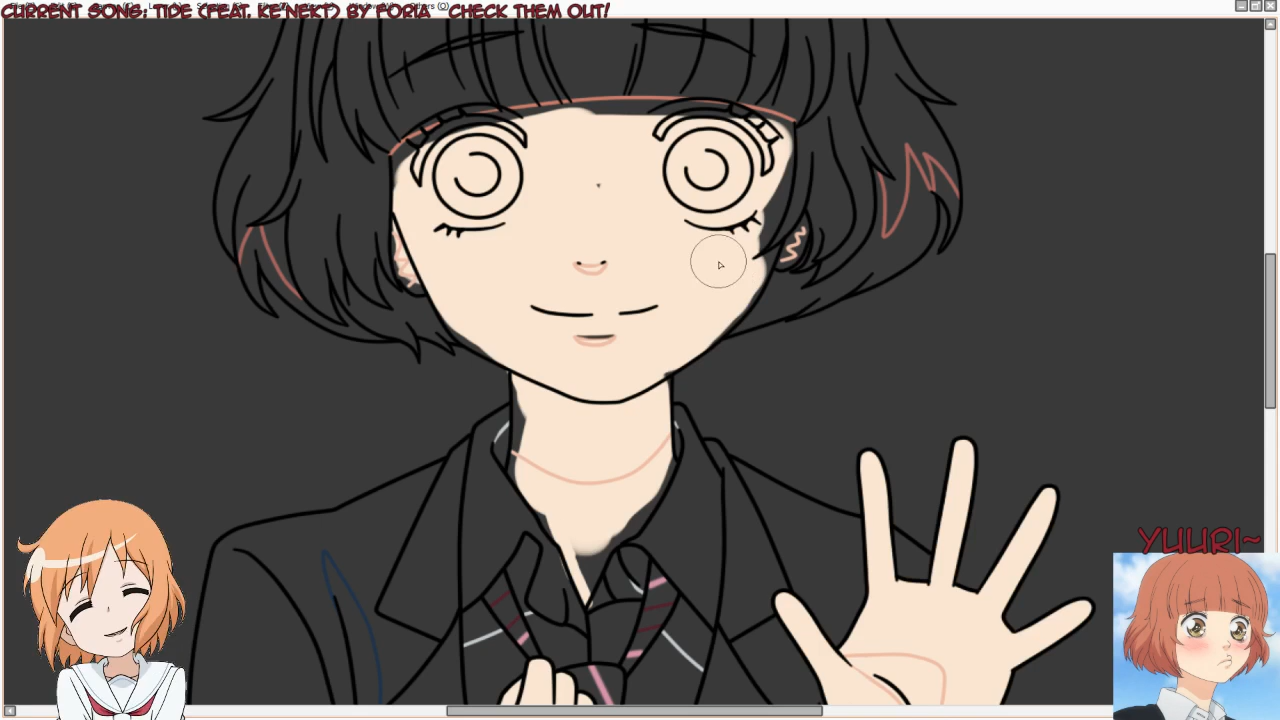 CURRENT SONG: TIDE (FEAT. KE'NEKT) BY FORIA   CHECK THEM OUT!
YUURI~